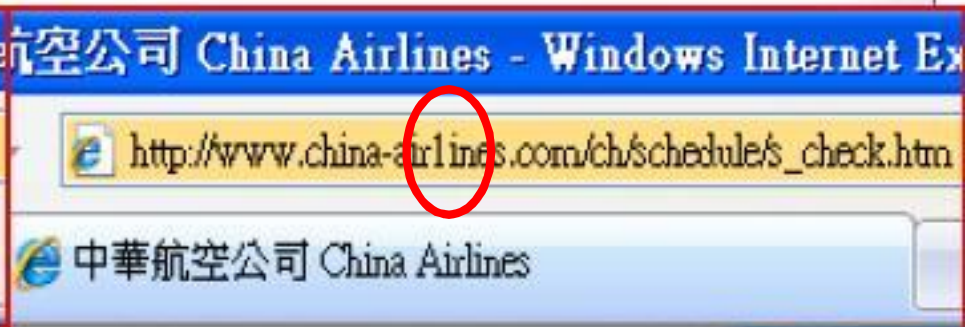 航空公司 China Airlines - Windows Internet Ex
http://www.china-air1ines.com/ch/schedule/s_check.htm
中華航空公司 China Airlines